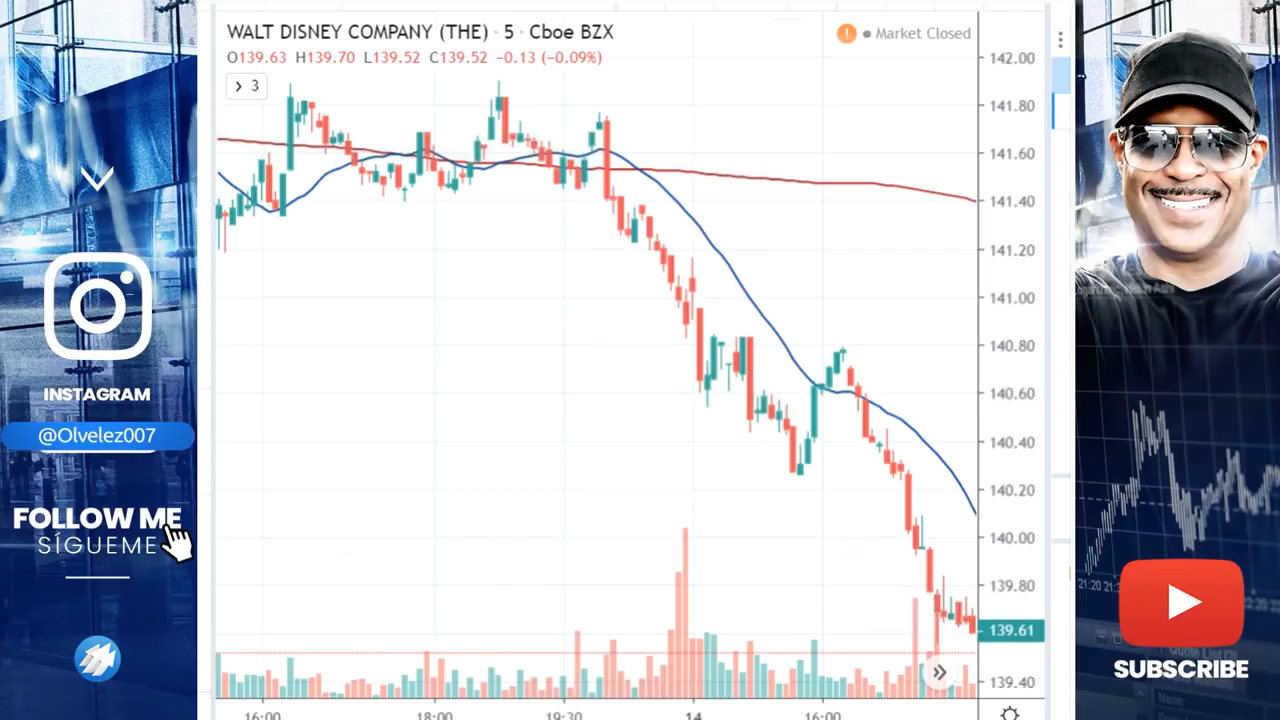 WALT DISNEY COMPANY (THE) · 5 · Cboe BZX
Market Closed
O139.63 H139.70 L139.52 C139.52 −0.13 (−0.09%)
3
142.00
141.80
141.60
141.40
141.20
141.00
140.80
140.60
140.40
140.20
140.00
139.80
139.61
139.40
16:00
18:00
19:30
14
16:00
INSTAGRAM
@Olvelez007
FOLLOW ME
SÍGUEME
21:20
SUBSCRIBE